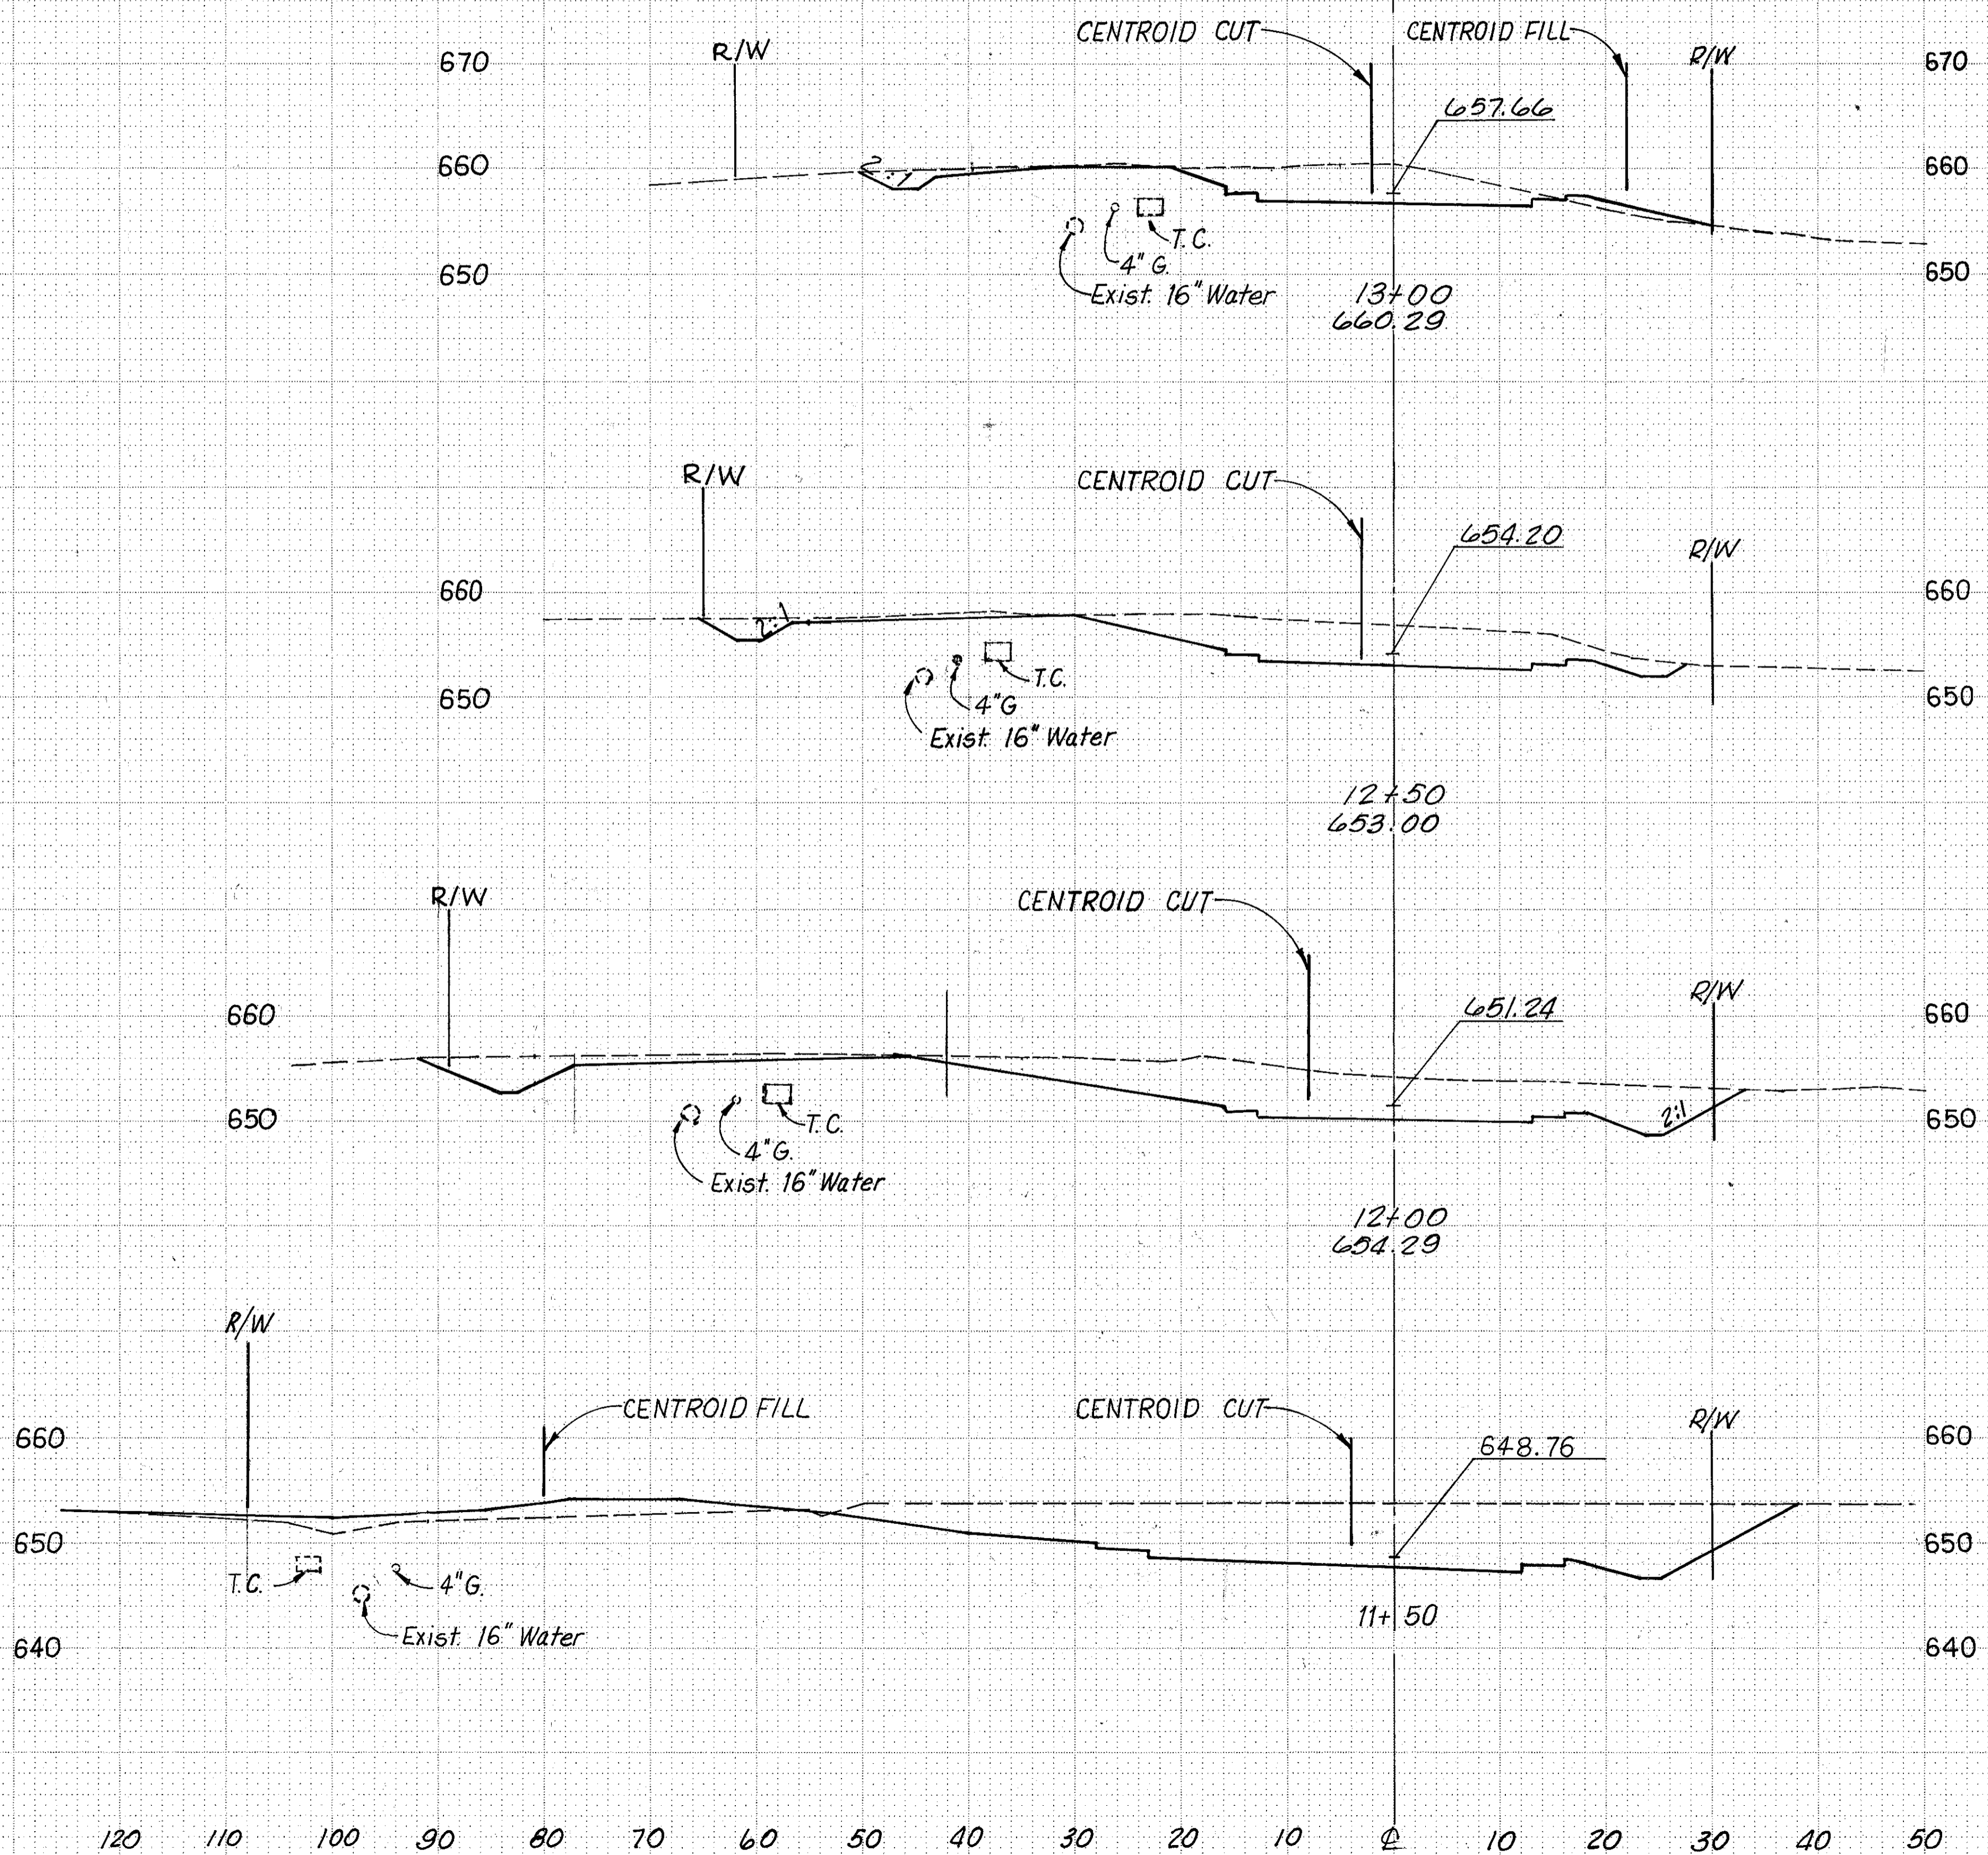 CENTROID CUT
CENTROID FILL
R/W
R/W
670
670
657.66
660
660
2:1
T.C.
4" G.
650
650
Exist. 16" Water
13+00
660.29
R/W
CENTROID CUT
654.20
R/W
660
660
2:1
T.C.
650
650
4"G
Exist. 16" Water
12+50
653.00
R/W
CENTROID CUT
R/W
651.24
660
660
2:1
650
650
T.C.
4"G.
Exist. 16" Water
12+00
654.29
R/W
CENTROID FILL
CENTROID CUT
R/W
660
648.76
660
650
650
T.C.
4"G.
11+50
Exist. 16" Water
640
640
120 110 100 90 80 70 60 50 40 30 20 10 ℄ 10 20 30 40 50